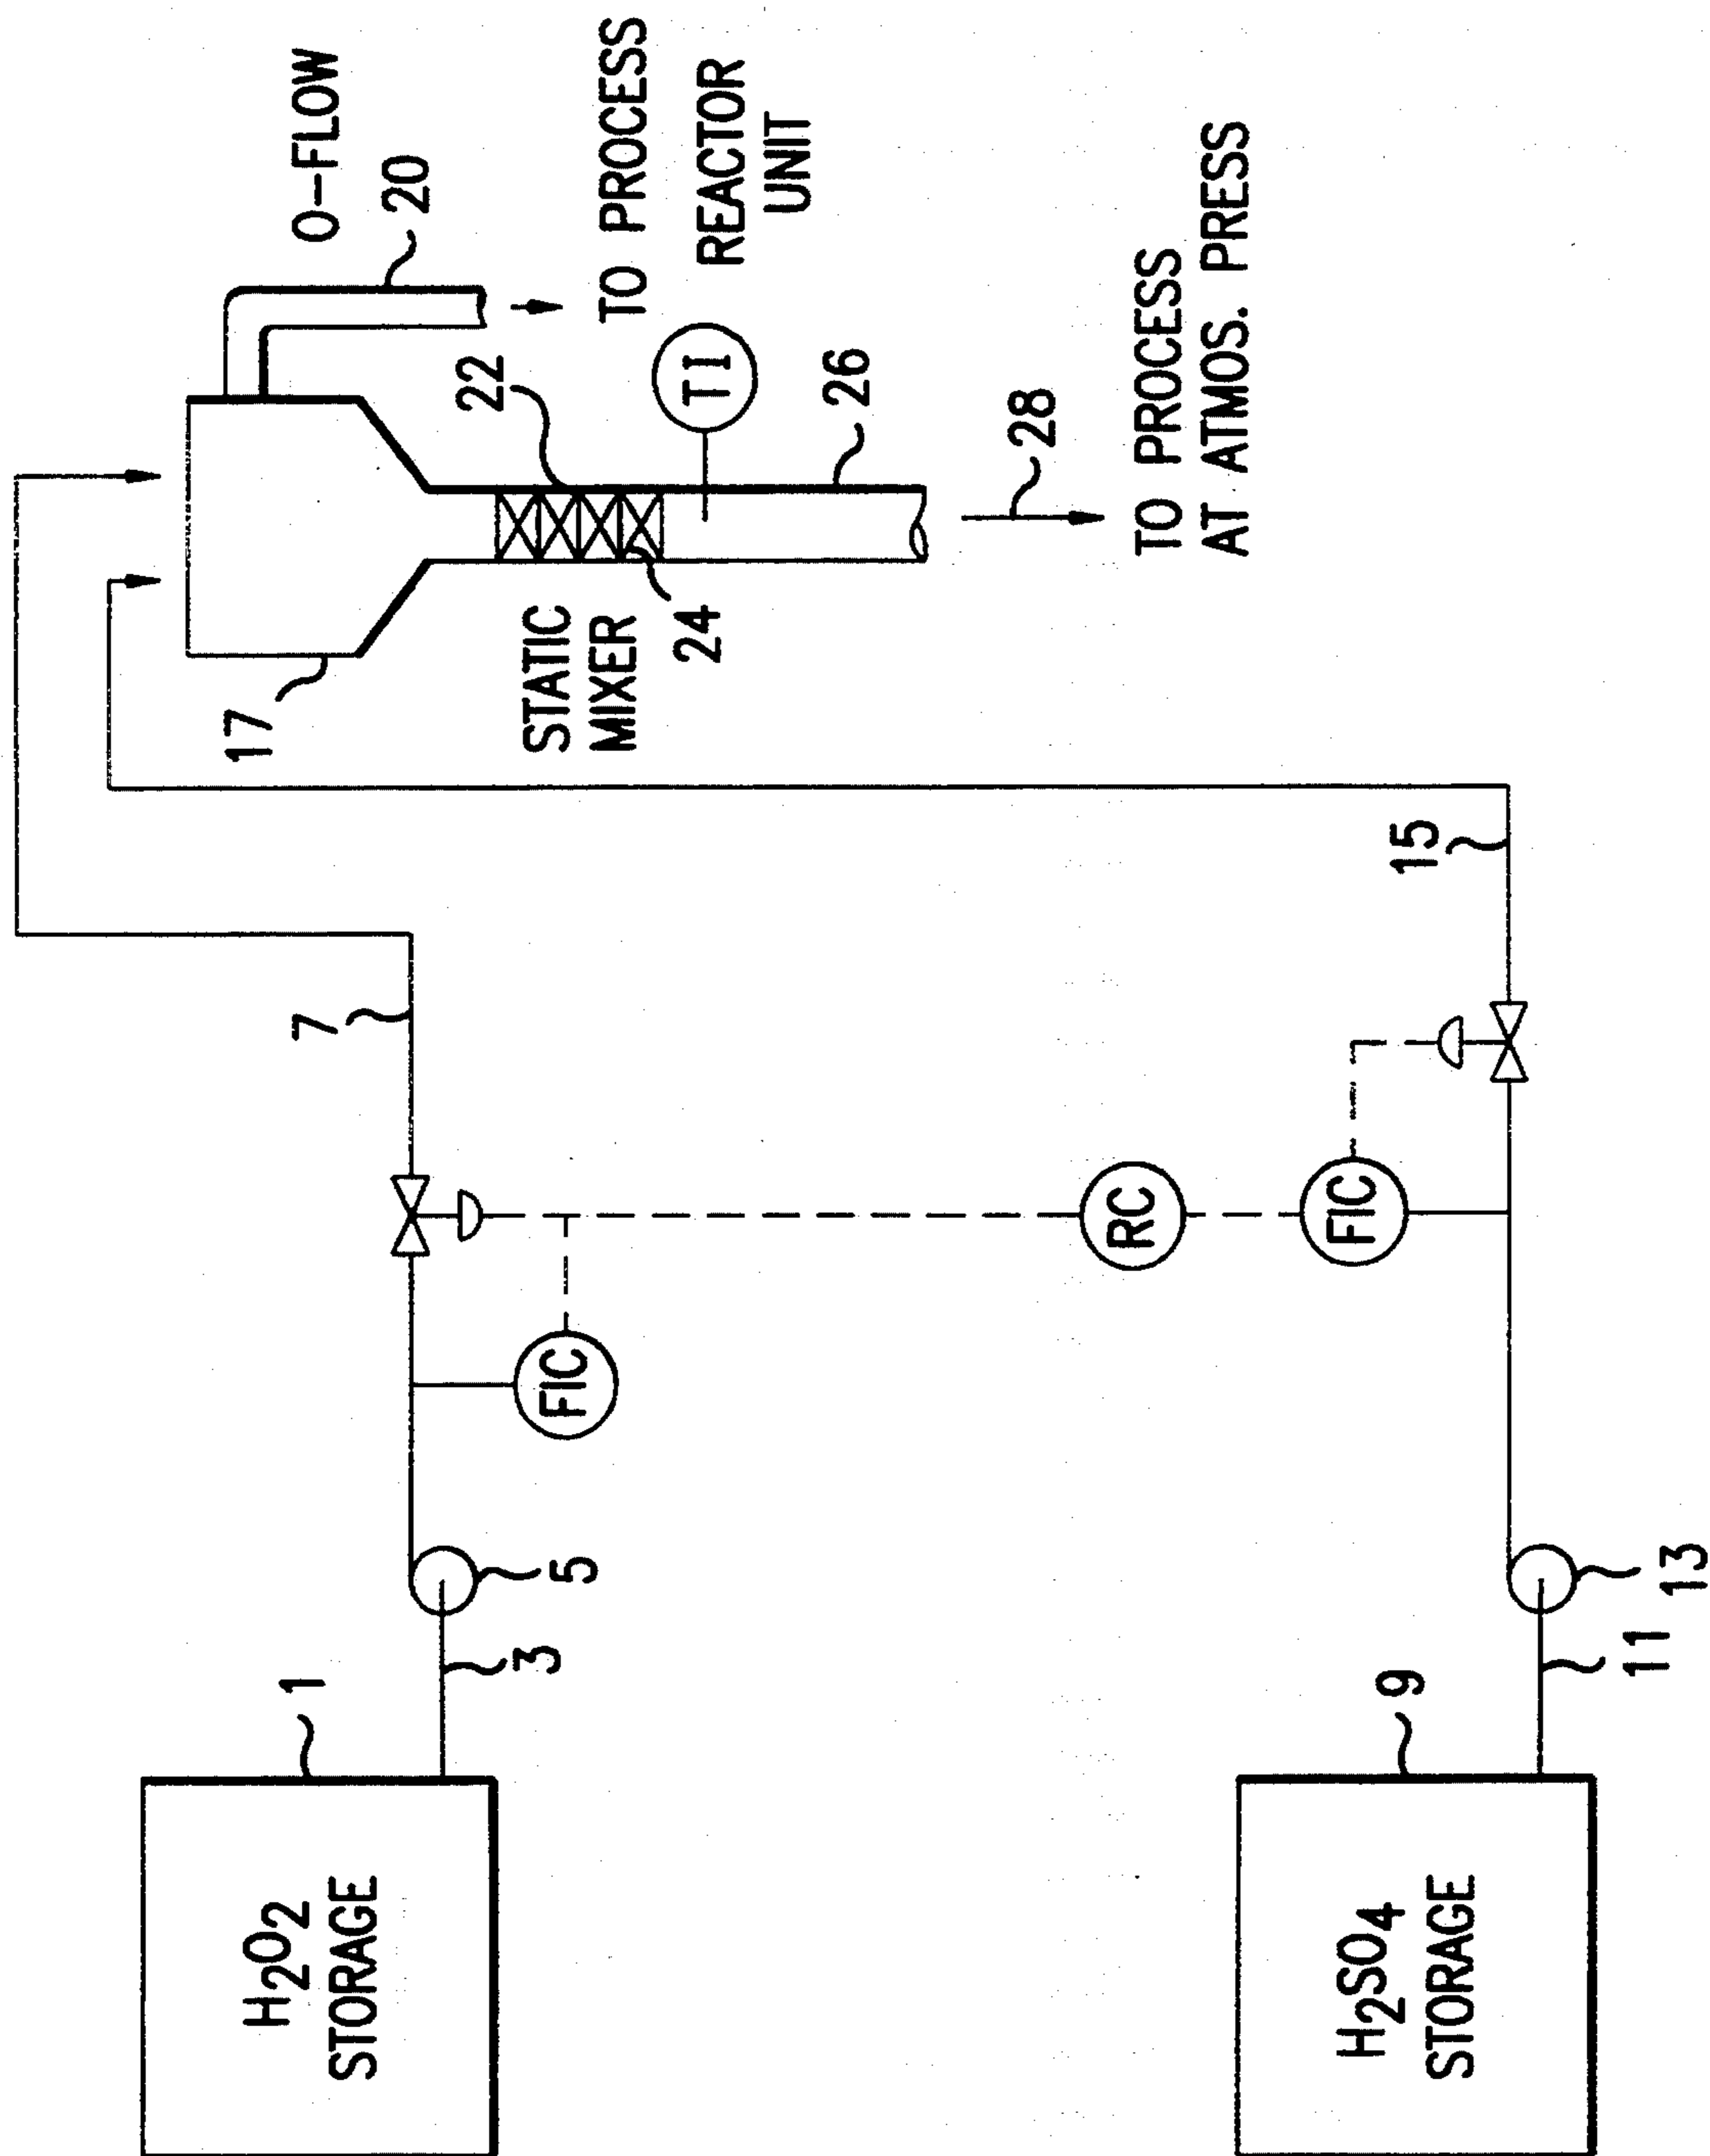 H2O2
STORAGE
1
3
5
FIC
7
H2SO4
STORAGE
9
11
13
FIC
RC
15
17
O-FLOW
20
TO PROCESS
REACTOR
UNIT
22
STATIC
MIXER
24
TI
26
28
TO PROCESS
AT ATMOS. PRESS